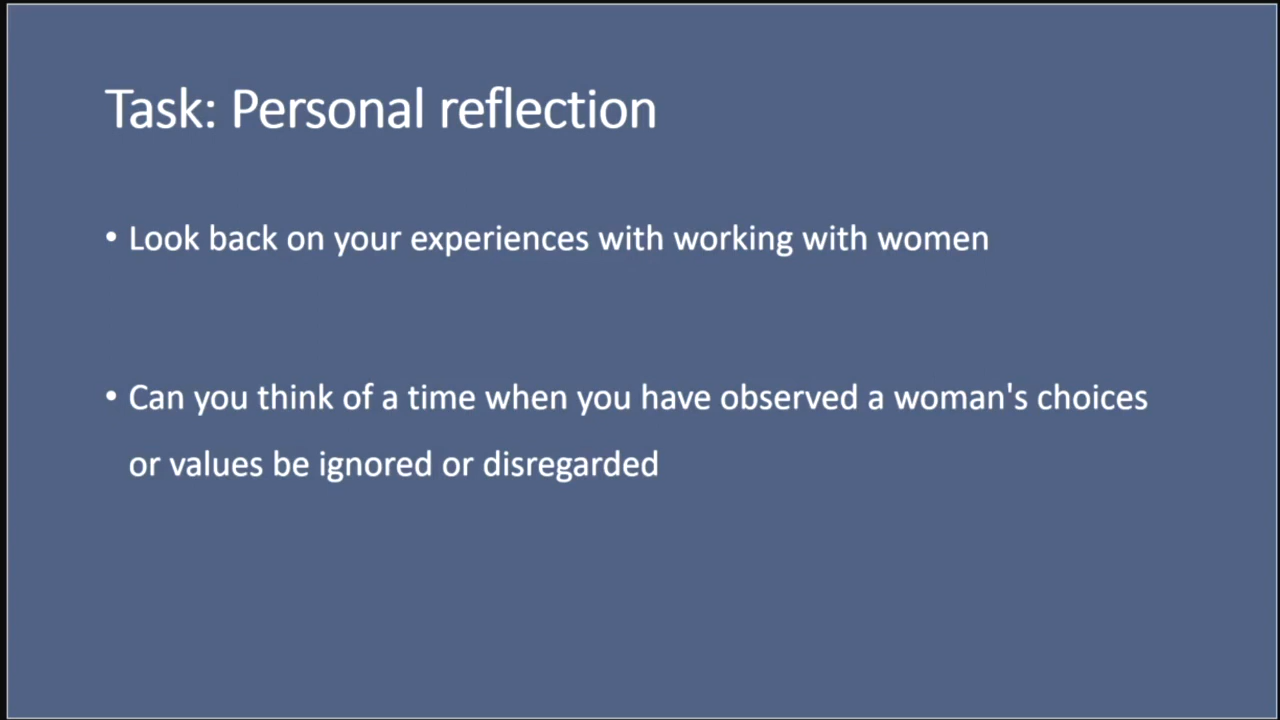 Task: Personal reflection
• Look back on your experiences with working with women
• Can you think of a time when you have observed a woman's choices
or values be ignored or disregarded